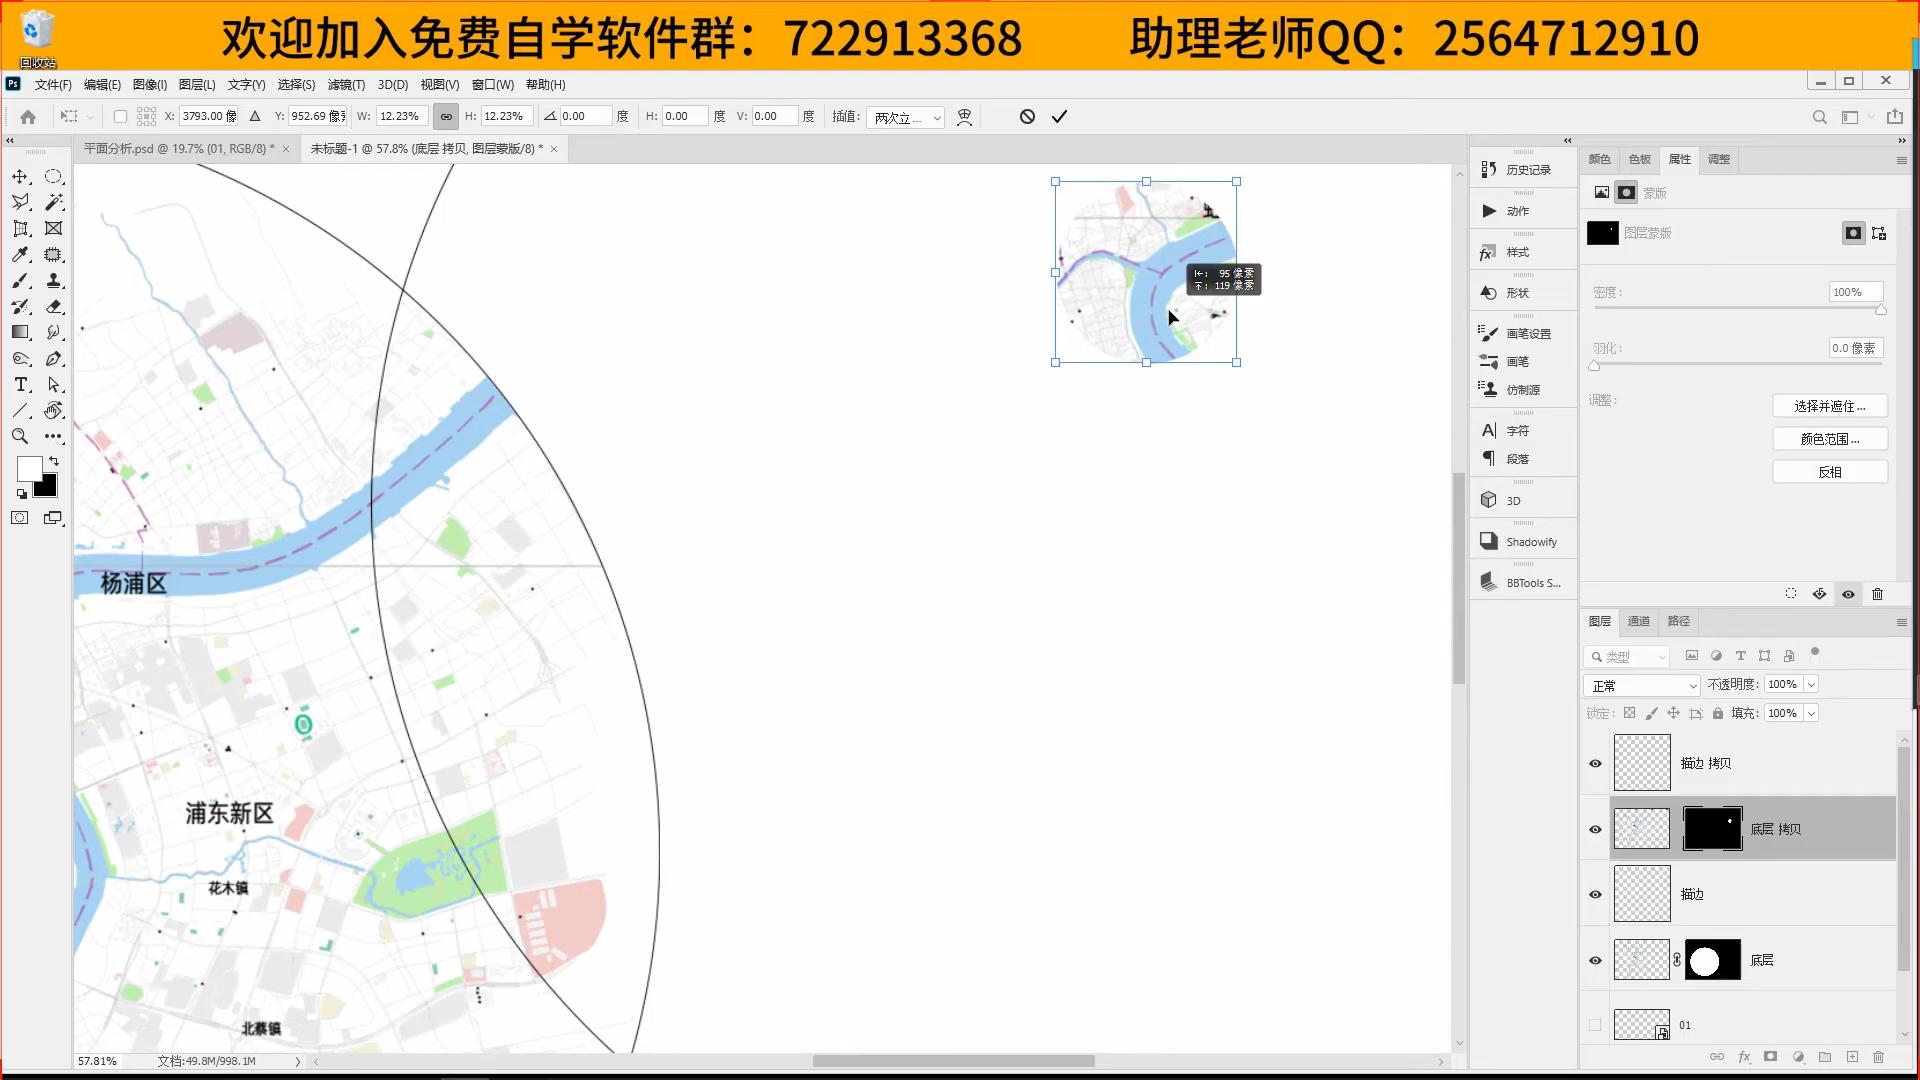 欢迎加入免费自学软件群：722913368 助理老师QQ：2564712910
回收站
Ps 文件(F) 编辑(E) 图像(I) 图层(L) 文字(Y) 选择(S) 滤镜(T) 3D(D) 视图(V) 窗口(W) 帮助(H)
X: 3793.00 像 Y: 952.69 像 W: 12.23% H: 12.23% 0.00 度 H: 0.00 度 V: 0.00 度 插值: 两次立...
平面分析.psd @ 19.7% (01, RGB/8) * × 未标题-1 @ 57.8% (底层 拷贝, 图层蒙版/8) * ×
95 像素
119 像素
杨浦区
浦东新区
花木镇
北蔡镇
57.81% 文档:49.8M/998.1M
历史记录
动作
样式
形状
画笔设置
画笔
仿制源
字符
段落
3D
Shadowify
BBTools S...
颜色 色板 属性 调整
蒙版
图层蒙版
密度: 100%
羽化: 0.0 像素
调整:
选择并遮住...
颜色范围...
反相
图层 通道 路径
类型
正常 不透明度: 100%
锁定: 填充: 100%
描边 拷贝
底层 拷贝
描边
底层
01